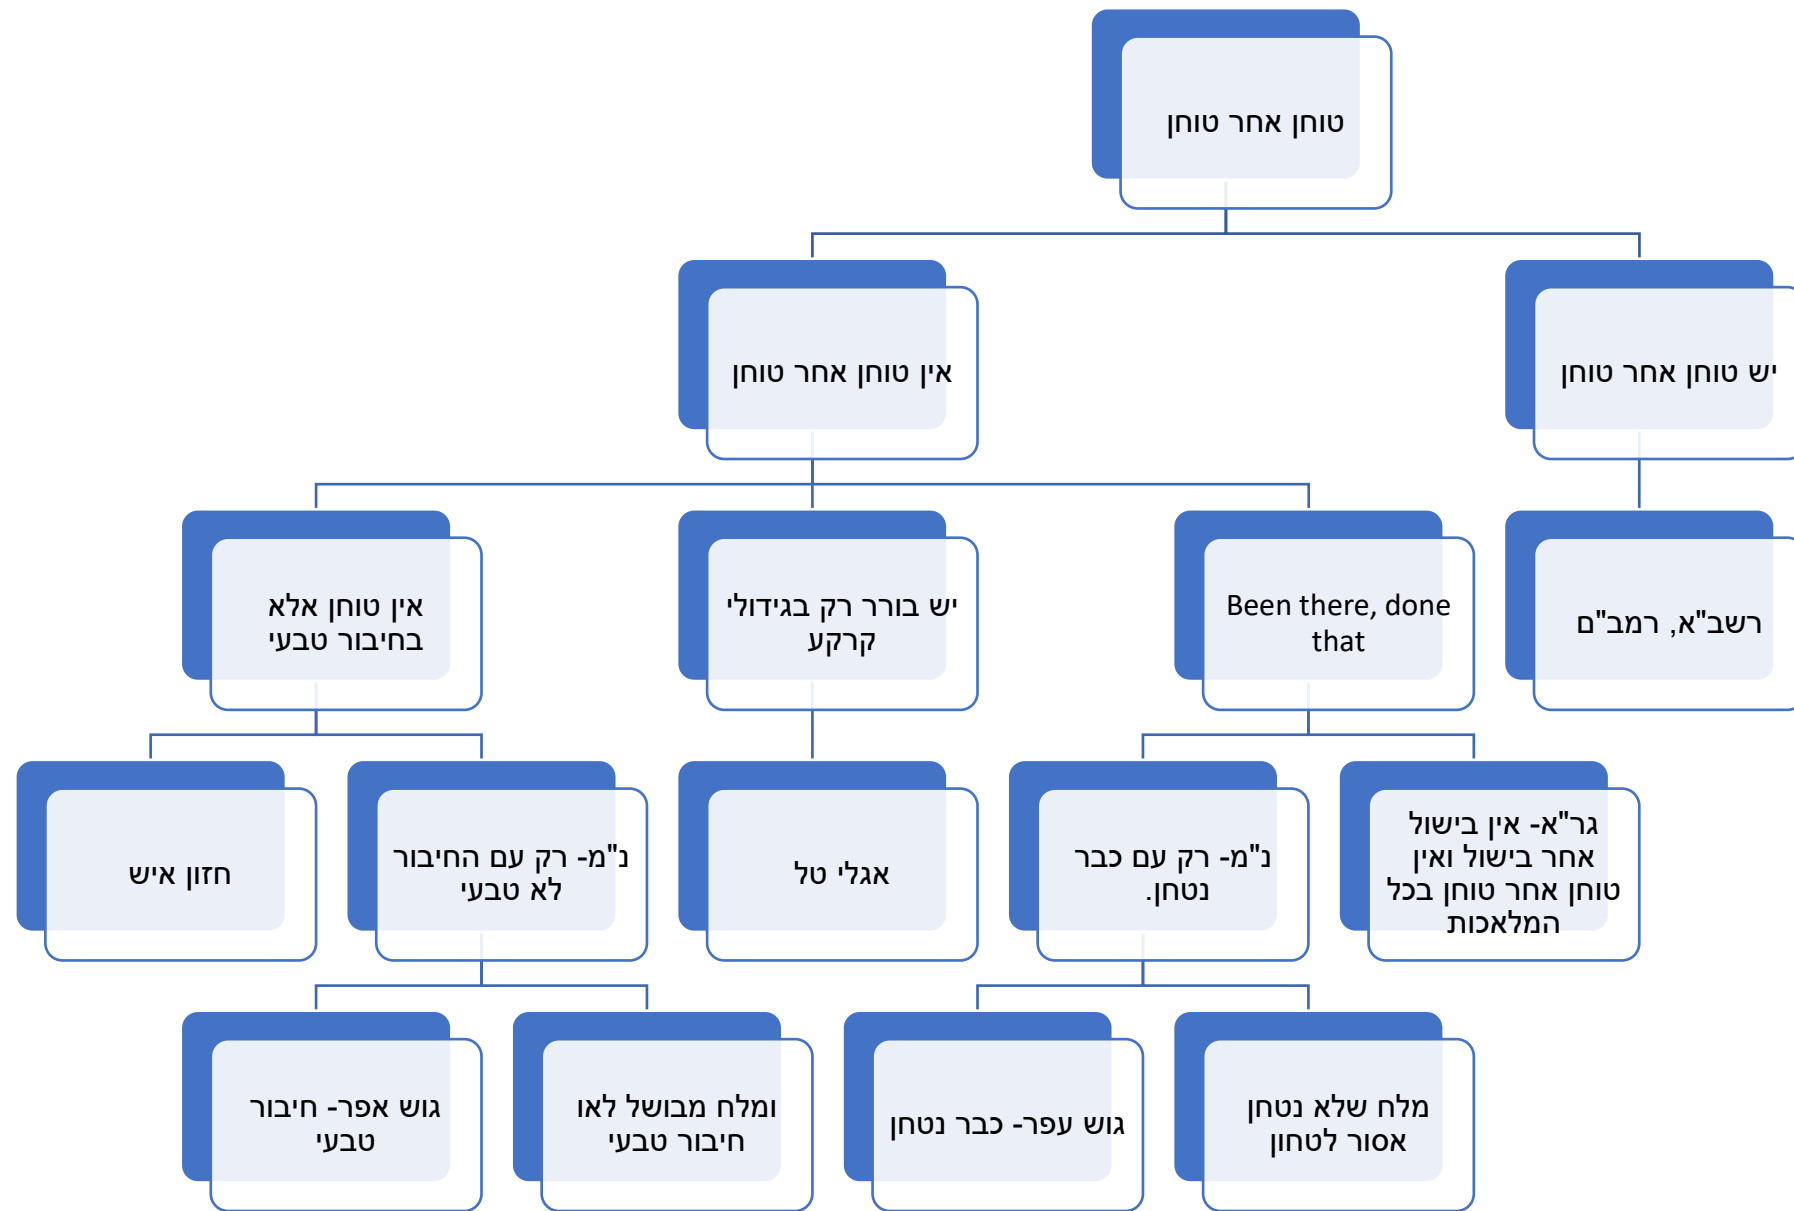 טוחן אחר טוחן
יש טוחן אחר טוחן
אין טוחן אחר טוחן
רשב"א, רמב"ם
Been there, done
that
יש בורר רק בגידולי
קרקע
אין טוחן אלא
בחיבור טבעי
גר"א- אין בישול
אחר בישול ואין
טוחן אחר טוחן בכל
המלאכות
נ"מ- רק עם כבר
נטחן.
אגלי טל
נ"מ- רק עם החיבור
לא טבעי
חזון איש
מלח שלא נטחן
אסור לטחון
גוש עפר- כבר נטחן
ומלח מבושל לאו
חיבור טבעי
גוש אפר- חיבור
טבעי